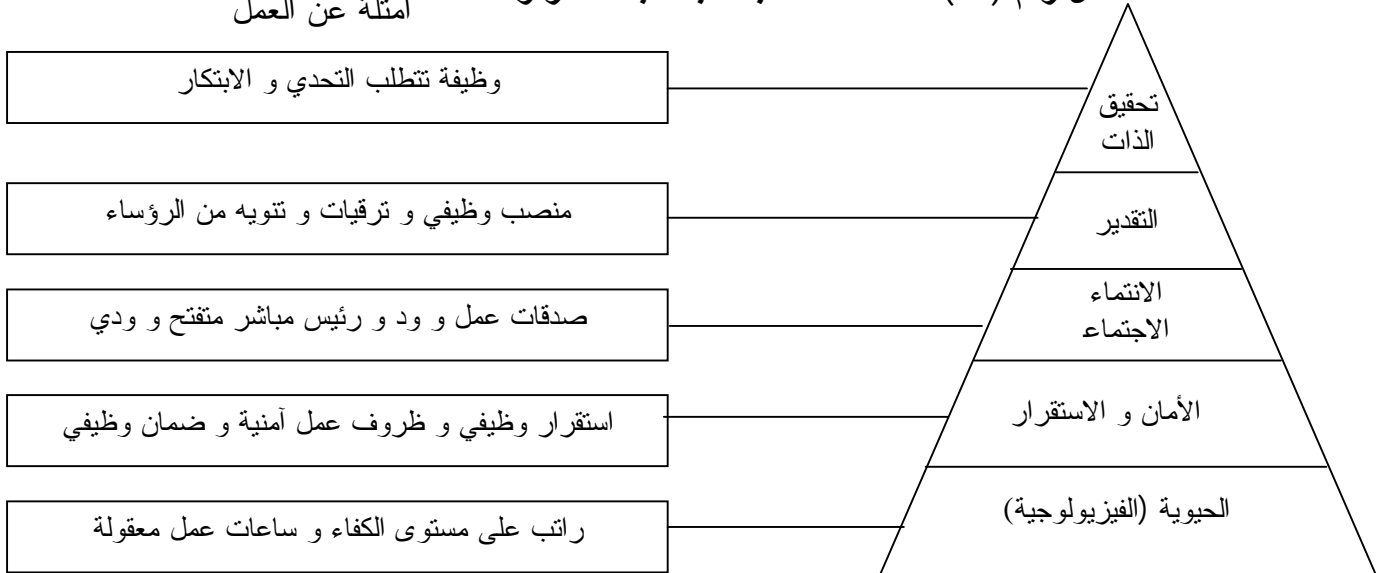 أمثلة عن العمل
وظيفة تتطلب التحدي و الابتكار
تحقيق
الذات
منصب وظيفي و ترقيات و تنويه من الرؤساء
التقدير
صدقات عمل و ود و رئيس مباشر متفتح و ودي
الانتماء
الاجتماع
استقرار وظيفي و ظروف عمل آمنية و ضمان وظيفي
الأمان و الاستقرار
راتب على مستوى الكفاء و ساعات عمل معقولة
الحيوية (الفيزيولوجية)